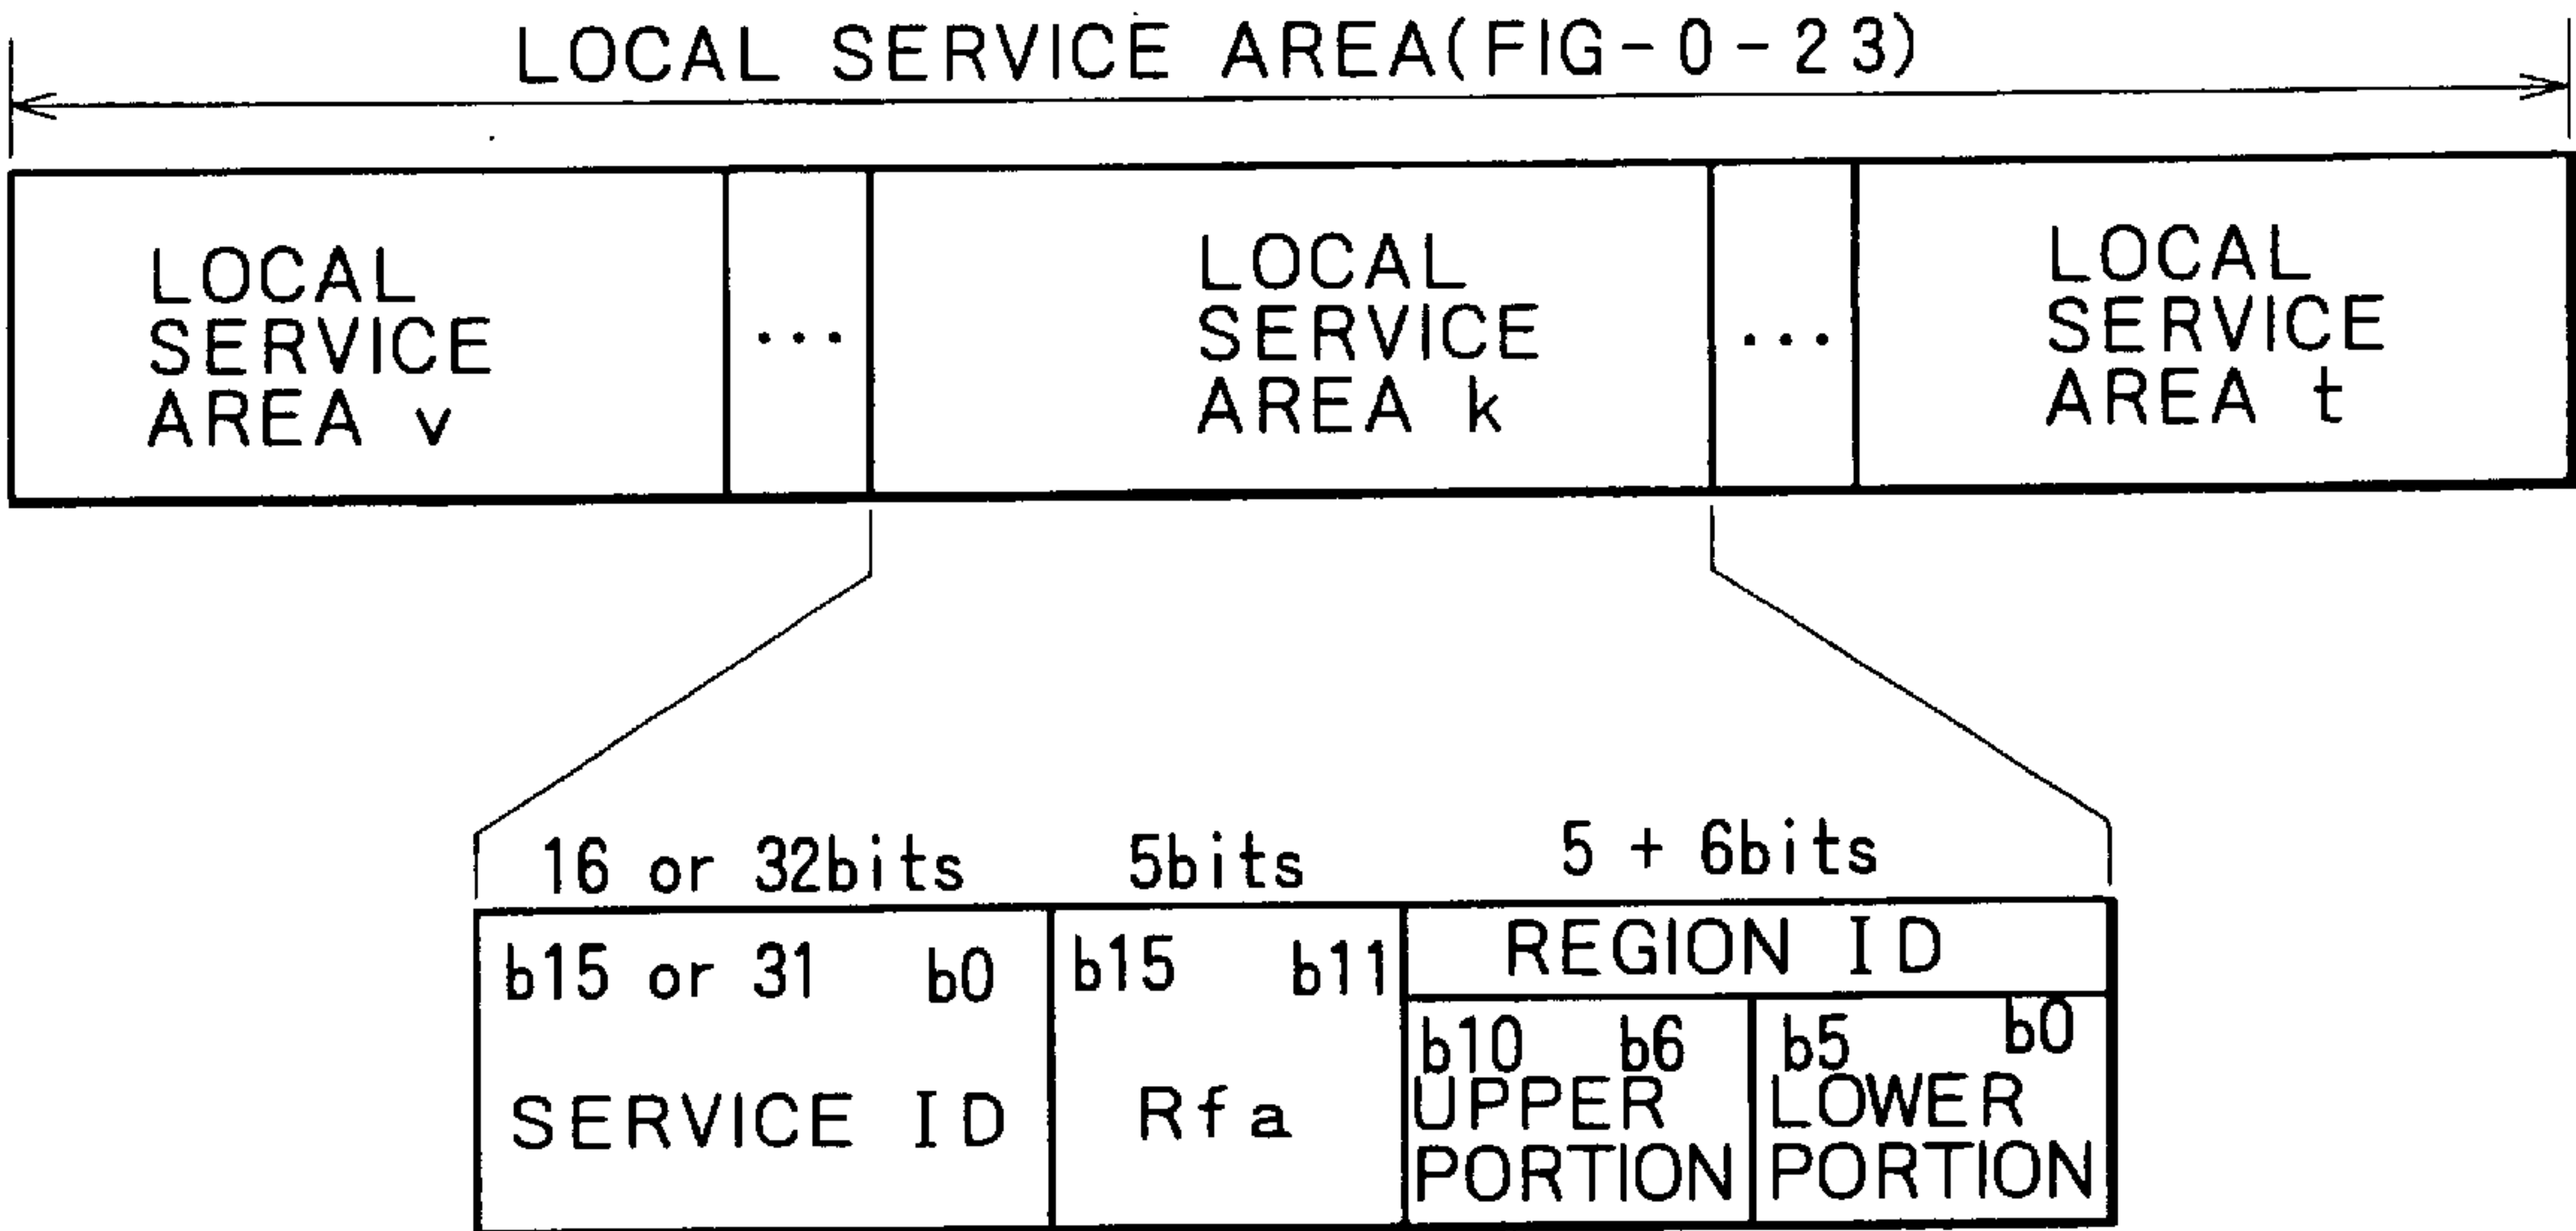 LOCAL SERVICE AREA(FIG-0-23)
LOCAL
SERVICE
AREA v
...
LOCAL
SERVICE
AREA k
...
LOCAL
SERVICE
AREA t
16 or 32bits
5bits
5 + 6bits
b15 or 31 b0
SERVICE ID
b15 b11
Rfa
REGION ID
b10 b6
UPPER
PORTION
b5 b0
LOWER
PORTION